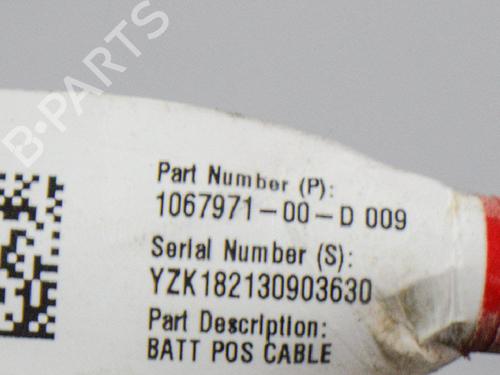 B·PARTS
Part Number (P):
1067971-00-D 009
Serial Number (S):
YZK182130903630
Part Description:
BATT POS CABLE